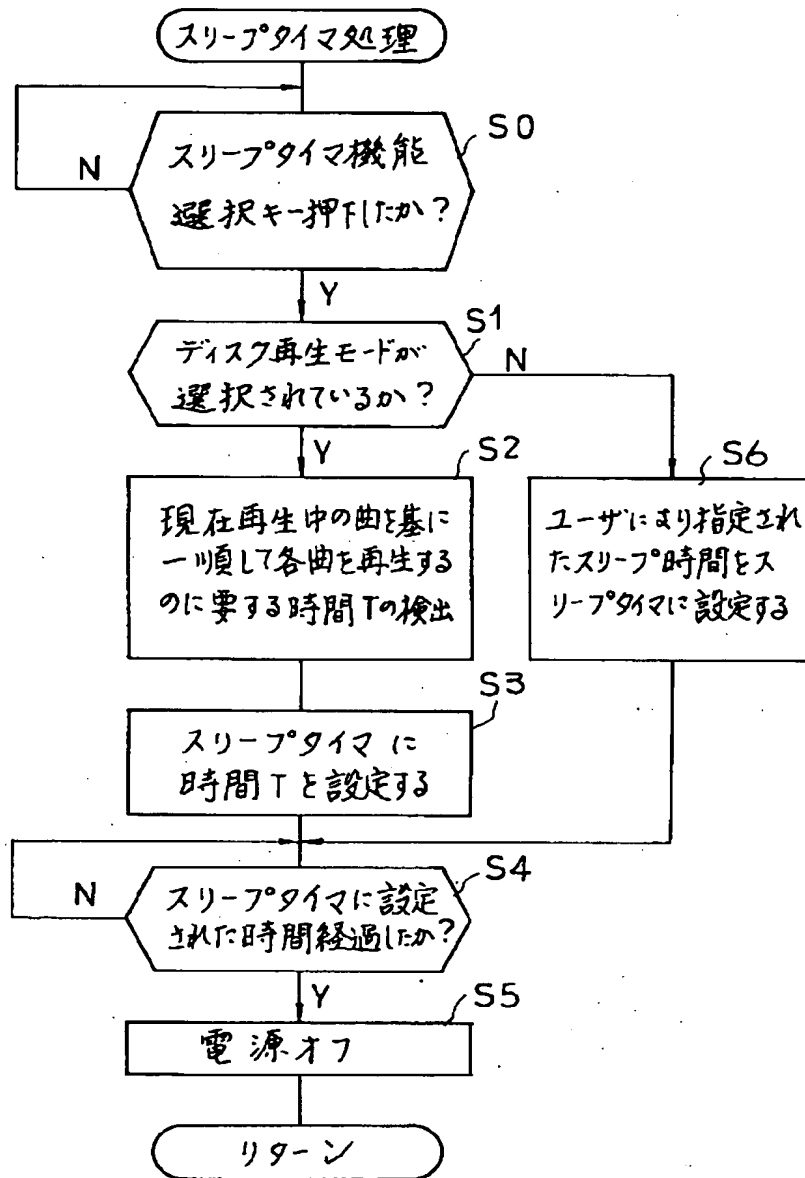 スリープタイマ処理
S0
スリープタイマ機能
選択キー押下したか?
N
Y
S1
ディスク再生モードが
選択されているか?
N
Y
S2
現在再生中の曲を基に
一順して各曲を再生する
のに要する時間Tの検出
S6
ユーザにより指定され
たスリープ時間をス
リープタイマに設定する
S3
スリープタイマに
時間Tを設定する
S4
スリープタイマに設定
された時間経過したか?
N
Y
S5
電源オフ
リターン